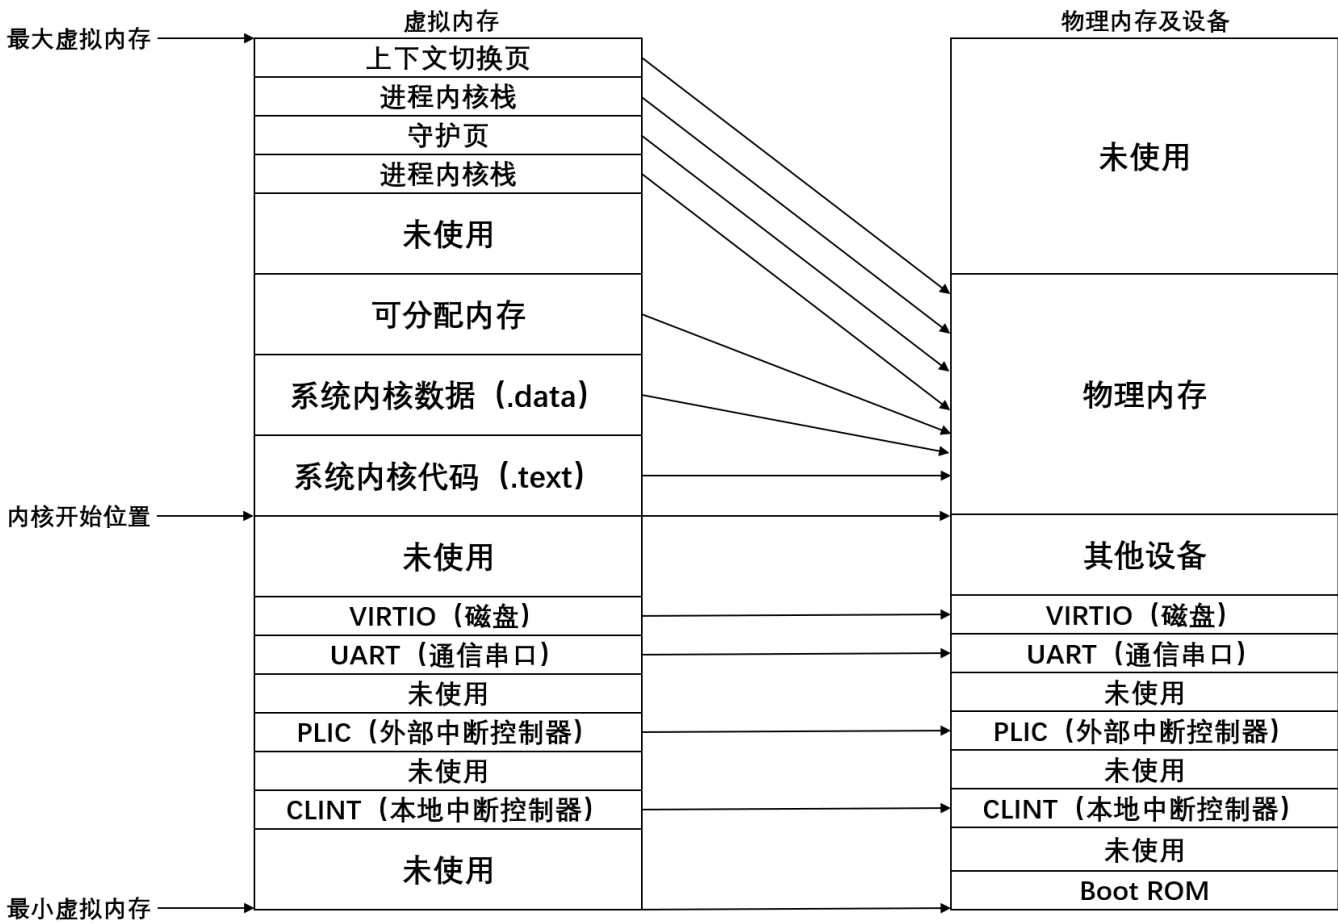 虚拟内存
物理内存及设备
最大虚拟内存
上下文切换页
进程内核栈
守护页
进程内核栈
未使用
可分配内存
系统内核数据（.data）
系统内核代码（.text）
内核开始位置
未使用
VIRTIO（磁盘）
UART（通信串口）
未使用
PLIC（外部中断控制器）
未使用
CLINT（本地中断控制器）
未使用
最小虚拟内存
未使用
物理内存
其他设备
VIRTIO（磁盘）
UART（通信串口）
未使用
PLIC（外部中断控制器）
未使用
CLINT（本地中断控制器）
未使用
Boot ROM